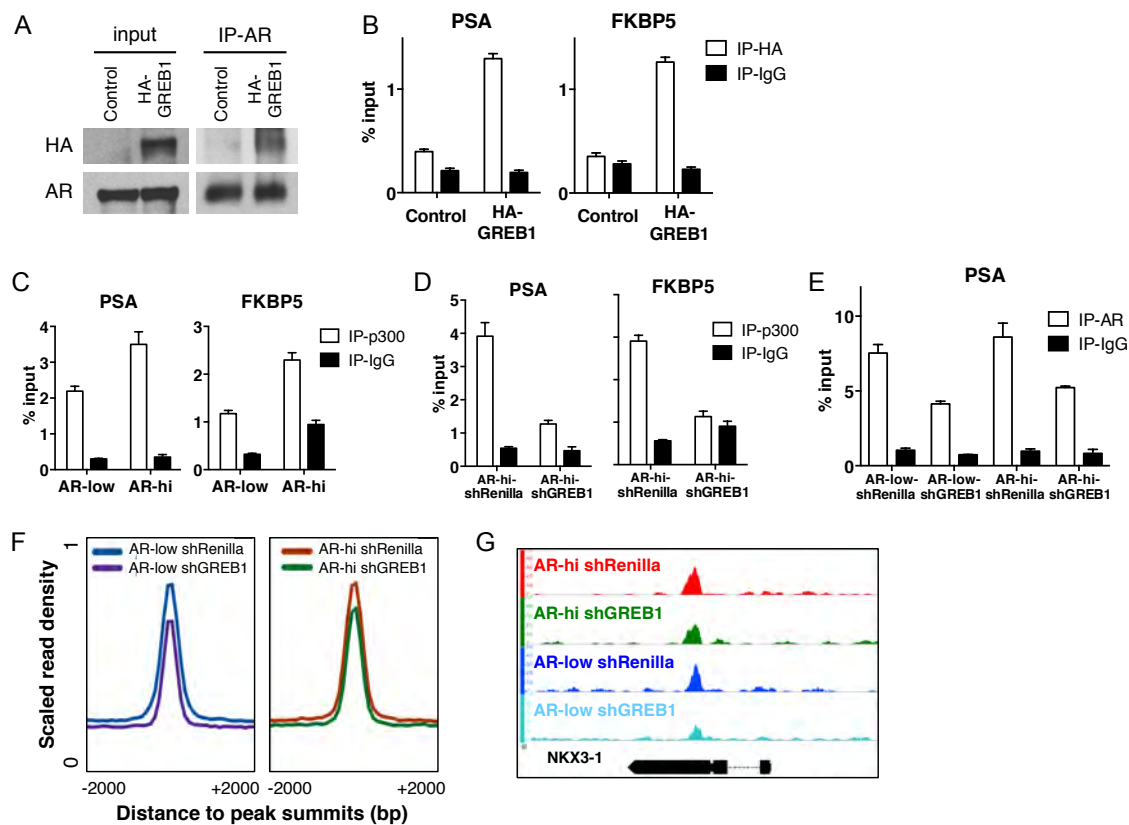 A
input
IP-AR
Control
HA-
GREB1
Control
HA-
GREB1
HA
AR
B
PSA
FKBP5
% input
1
0
1
0
Control
HA-
GREB1
Control
HA-
GREB1
IP-HA
IP-IgG
C
PSA
FKBP5
% input
4
3
2
1
0
3
2
1
0
AR-low
AR-hi
AR-low
AR-hi
IP-p300
IP-IgG
D
PSA
FKBP5
% input
5
4
3
2
1
0
AR-hi-
shRenilla
AR-hi-
shGREB1
AR-hi-
shRenilla
AR-hi-
shGREB1
IP-p300
IP-IgG
E
PSA
% input
10
5
0
AR-low-
shRenilla
AR-low-
shGREB1
AR-hi-
shRenilla
AR-hi-
shGREB1
IP-AR
IP-IgG
F
Scaled read density
1
0
AR-low shRenilla
AR-low shGREB1
AR-hi shRenilla
AR-hi shGREB1
-2000
+2000
-2000
+2000
Distance to peak summits (bp)
G
AR-hi shRenilla
AR-hi shGREB1
AR-low shRenilla
AR-low shGREB1
NKX3-1